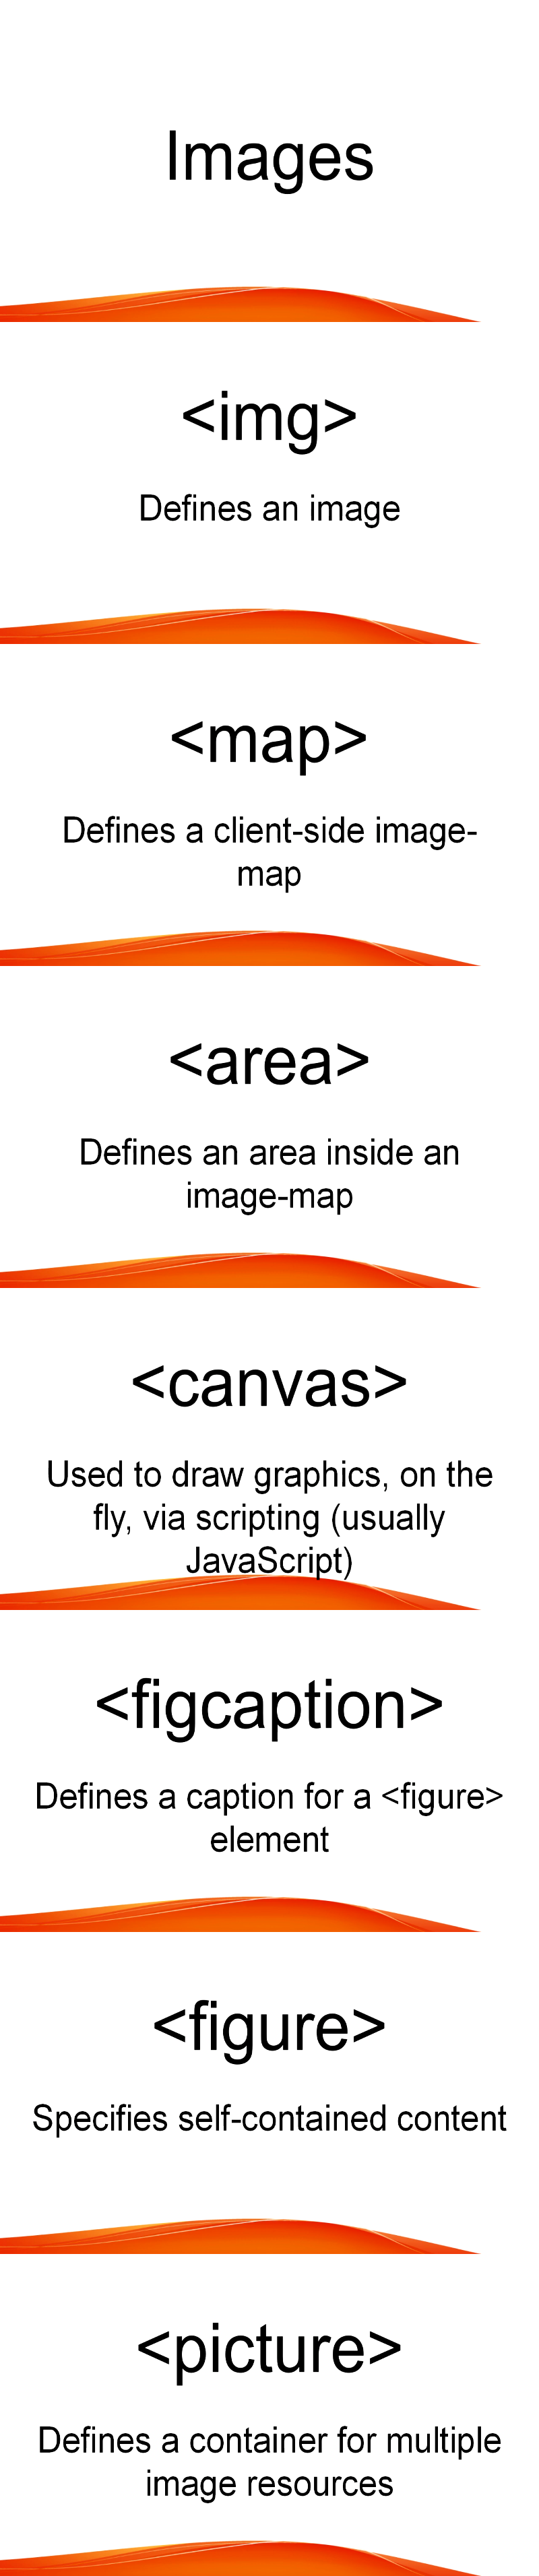 Images
<img>
Defines an image
<map>
Defines a client-side image-
map
<area>
Defines an area inside an
image-map
<canvas>
Used to draw graphics, on the
fly, via scripting (usually
JavaScript)
<figcaption>
Defines a caption for a <figure>
element
<figure>
Specifies self-contained content
<picture>
Defines a container for multiple
image resources